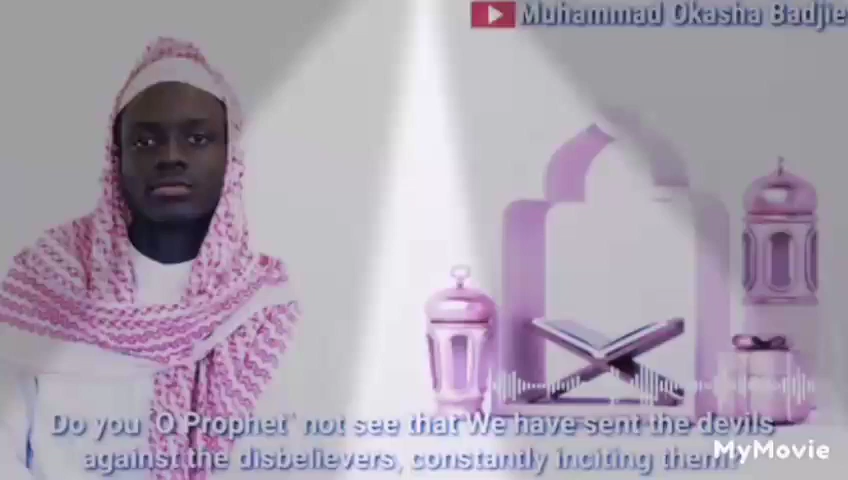 Muhammad Okasha Badjie
Do you ˹O Prophet˺ not see that We have sent the devils
against the disbelievers, constantly inciting them?
MyMovie